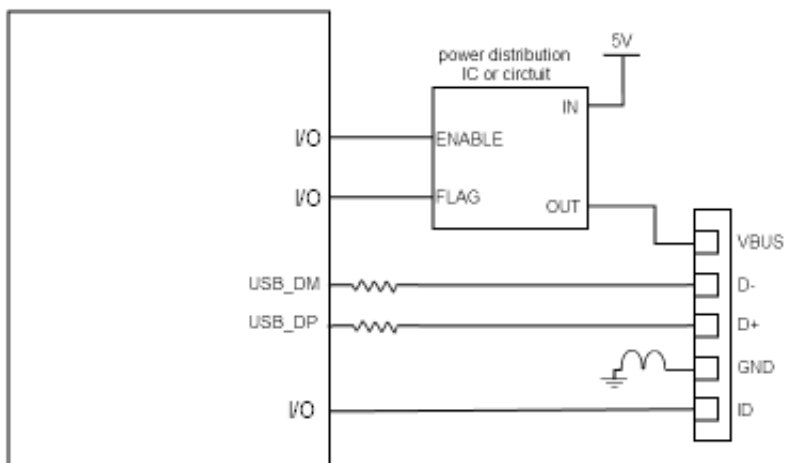 5V
power distribution
IC or circtuit
IN
I/O
ENABLE
I/O
FLAG
OUT
VBUS
USB_DM
D-
USB_DP
D+
GND
I/O
ID